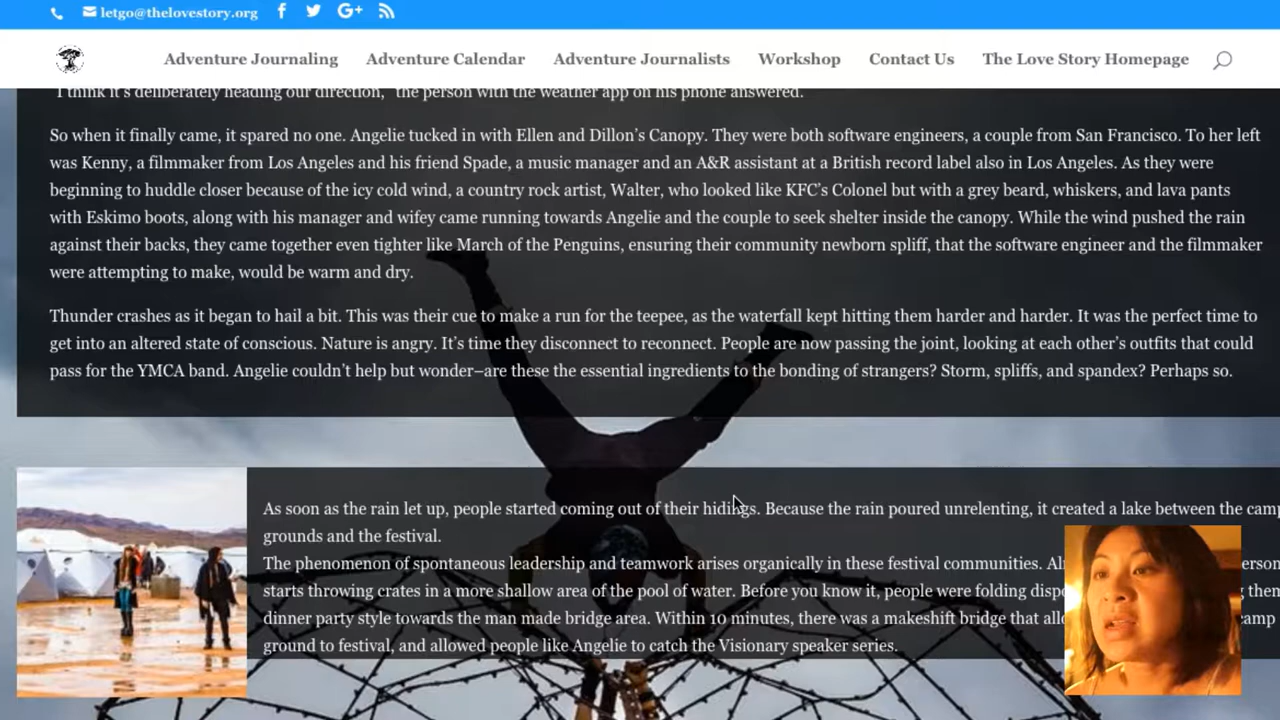 letgo@thelovestory.org
Adventure Journaling Adventure Calendar Adventure Journalists Workshop Contact Us The Love Story Homepage
"I think it's deliberately heading our direction," the person with the weather app on his phone answered.
So when it finally came, it spared no one. Angelie tucked in with Ellen and Dillon's Canopy. They were both software engineers, a couple from San Francisco. To her left
was Kenny, a filmmaker from Los Angeles and his friend Spade, a music manager and an A&R assistant at a British record label also in Los Angeles. As they were
beginning to huddle closer because of the icy cold wind, a country rock artist, Walter, who looked like KFC's Colonel but with a grey beard, whiskers, and lava pants
with Eskimo boots, along with his manager and wifey came running towards Angelie and the couple to seek shelter inside the canopy. While the wind pushed the rain
against their backs, they came together even tighter like March of the Penguins, ensuring their community newborn spliff, that the software engineer and the filmmaker
were attempting to make, would be warm and dry.
Thunder crashes as it began to hail a bit. This was their cue to make a run for the teepee, as the waterfall kept hitting them harder and harder. It was the perfect time to
get into an altered state of conscious. Nature is angry. It's time they disconnect to reconnect. People are now passing the joint, looking at each other's outfits that could
pass for the YMCA band. Angelie couldn't help but wonder–are these the essential ingredients to the bonding of strangers? Storm, spliffs, and spandex? Perhaps so.
As soon as the rain let up, people started coming out of their hidings. Because the rain poured unrelenting, it created a lake between the camp
grounds and the festival.
The phenomenon of spontaneous leadership and teamwork arises organically in these festival communities.
starts throwing crates in a more shallow area of the pool of water. Before you know it, people were folding
dinner party style towards the man made bridge area. Within 10 minutes, there was a makeshift bridge that camp
ground to festival, and allowed people like Angelie to catch the Visionary speaker series.